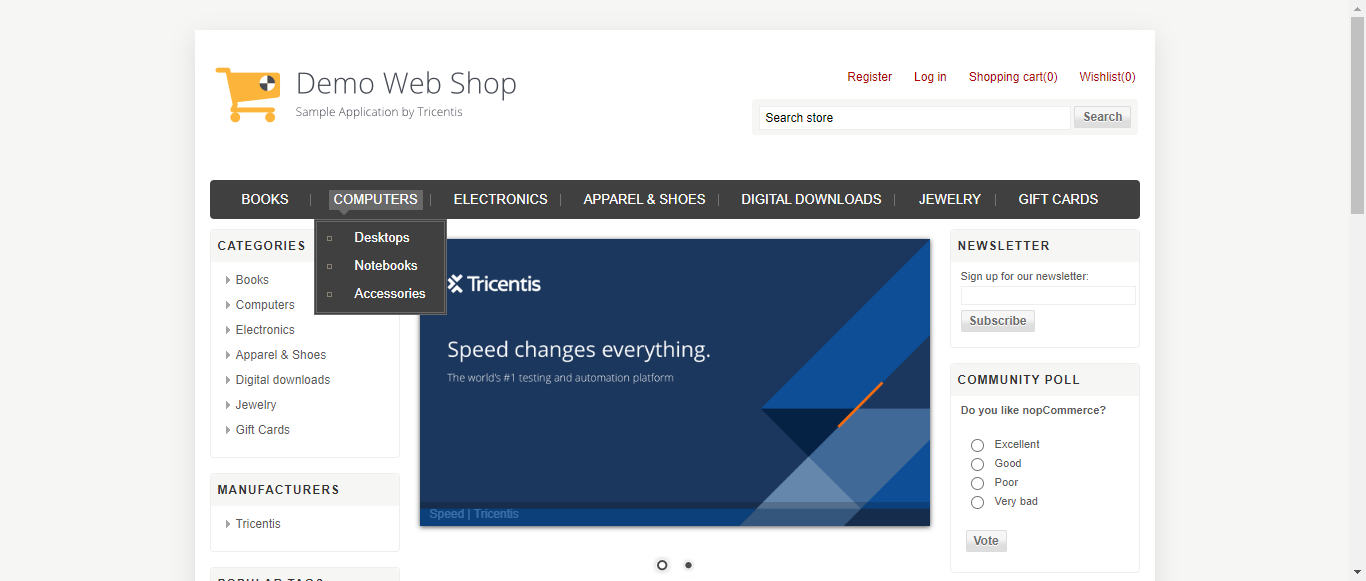 Demo Web Shop
Sample Application by Tricentis
Register Log in Shopping cart(0) Wishlist(0)
Search store Search
BOOKS | COMPUTERS | ELECTRONICS | APPAREL & SHOES | DIGITAL DOWNLOADS | JEWELRY | GIFT CARDS
Desktops
Notebooks
Accessories
CATEGORIES
Books
Computers
Electronics
Apparel & Shoes
Digital downloads
Jewelry
Gift Cards
MANUFACTURERS
Tricentis
POPULAR TAGS
Tricentis
Speed changes everything.
The world's #1 testing and automation platform
Speed | Tricentis
NEWSLETTER
Sign up for our newsletter:
Subscribe
COMMUNITY POLL
Do you like nopCommerce?
Excellent
Good
Poor
Very bad
Vote